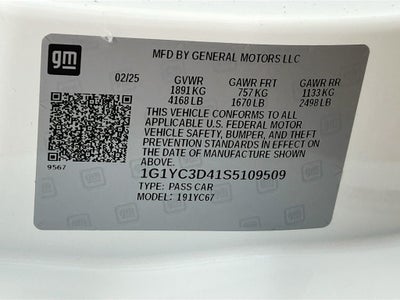 gm
MFD BY GENERAL MOTORS LLC
02/25 GVWR GAWR FRT GAWR RR
1891 KG 757 KG 1133 KG
4168 LB 1670 LB 2498 LB
THIS VEHICLE CONFORMS TO ALL
APPLICABLE U.S. FEDERAL MOTOR
VEHICLE SAFETY, BUMPER, AND THEFT
PREVENTION STANDARDS IN EFFECT ON
THE DATE OF MANUFACTURE SHOWN ABOVE.
9567
1G1YC3D41S5109509
TYPE: PASS CAR
MODEL: 191YC67